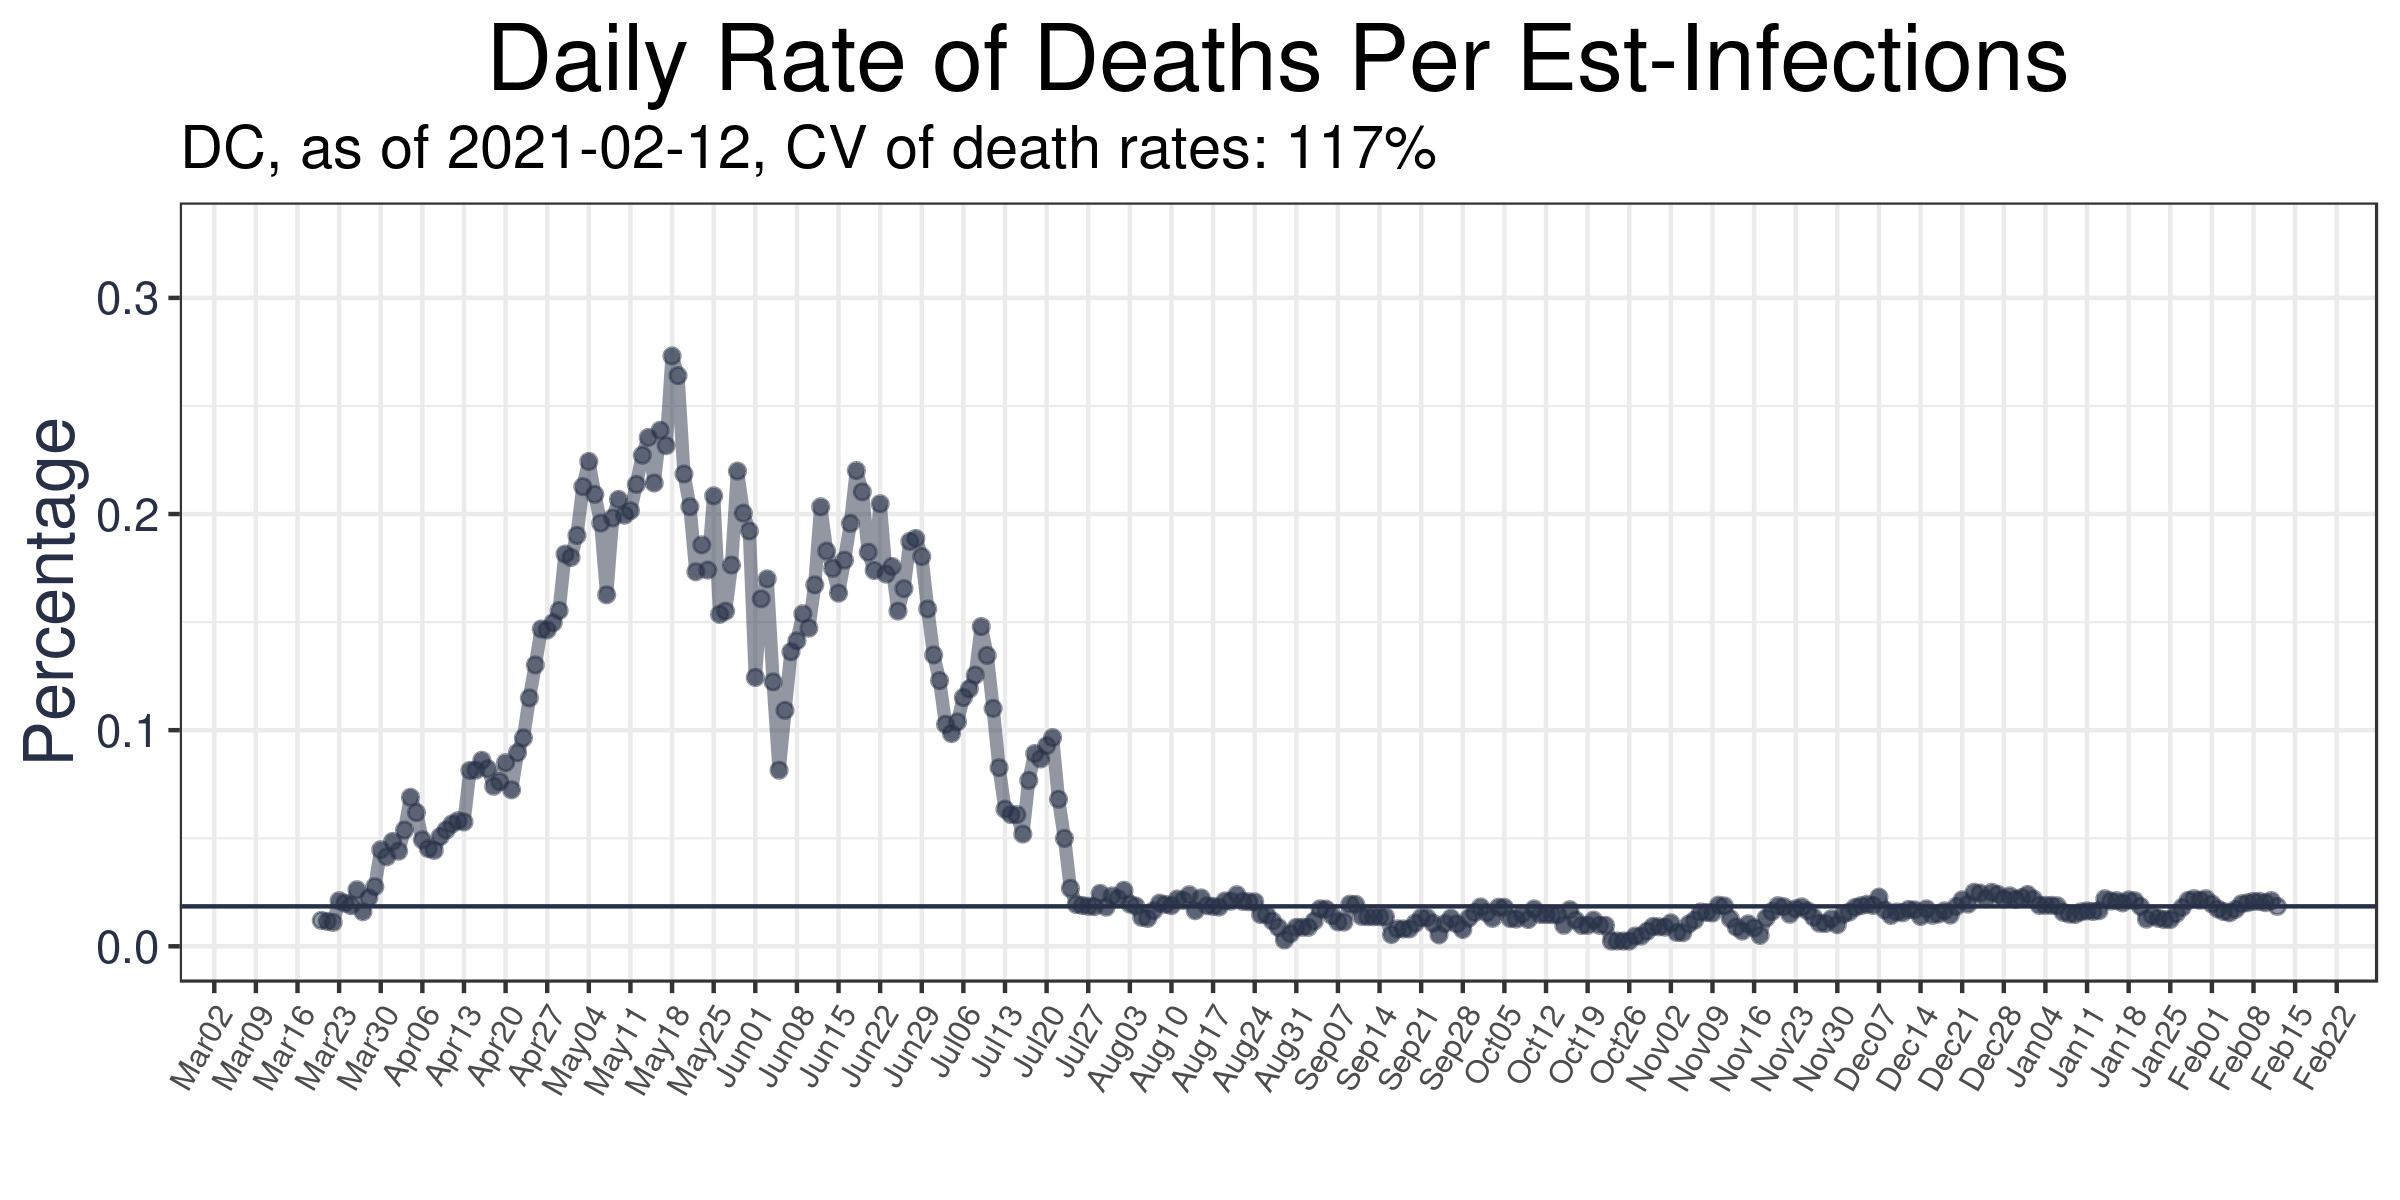 Daily Rate of Deaths Per Est-Infections
DC, as of 2021-02-12, CV of death rates: 117%
Percentage
0.3
0.2
0.1
0.0
Mar02 Mar09 Mar16 Mar23 Mar30 Apr06 Apr13 Apr20 Apr27 May04 May11 May18 May25 Jun01 Jun08 Jun15 Jun22 Jun29 Jul06 Jul13 Jul20 Jul27 Aug03 Aug10 Aug17 Aug24 Aug31 Sep07 Sep14 Sep21 Sep28 Oct05 Oct12 Oct19 Oct26 Nov02 Nov09 Nov16 Nov23 Nov30 Dec07 Dec14 Dec21 Dec28 Jan04 Jan11 Jan18 Jan25 Feb01 Feb08 Feb15 Feb22